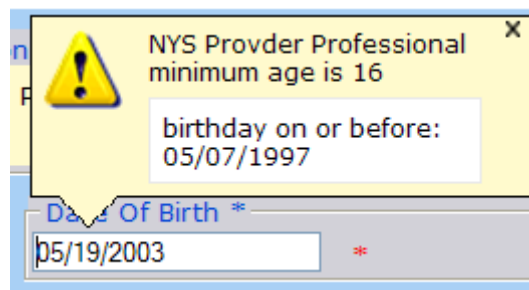 NYS Provder Professional
minimum age is 16
x
birthday on or before:
05/07/1997
Date Of Birth *
05/19/2003
*